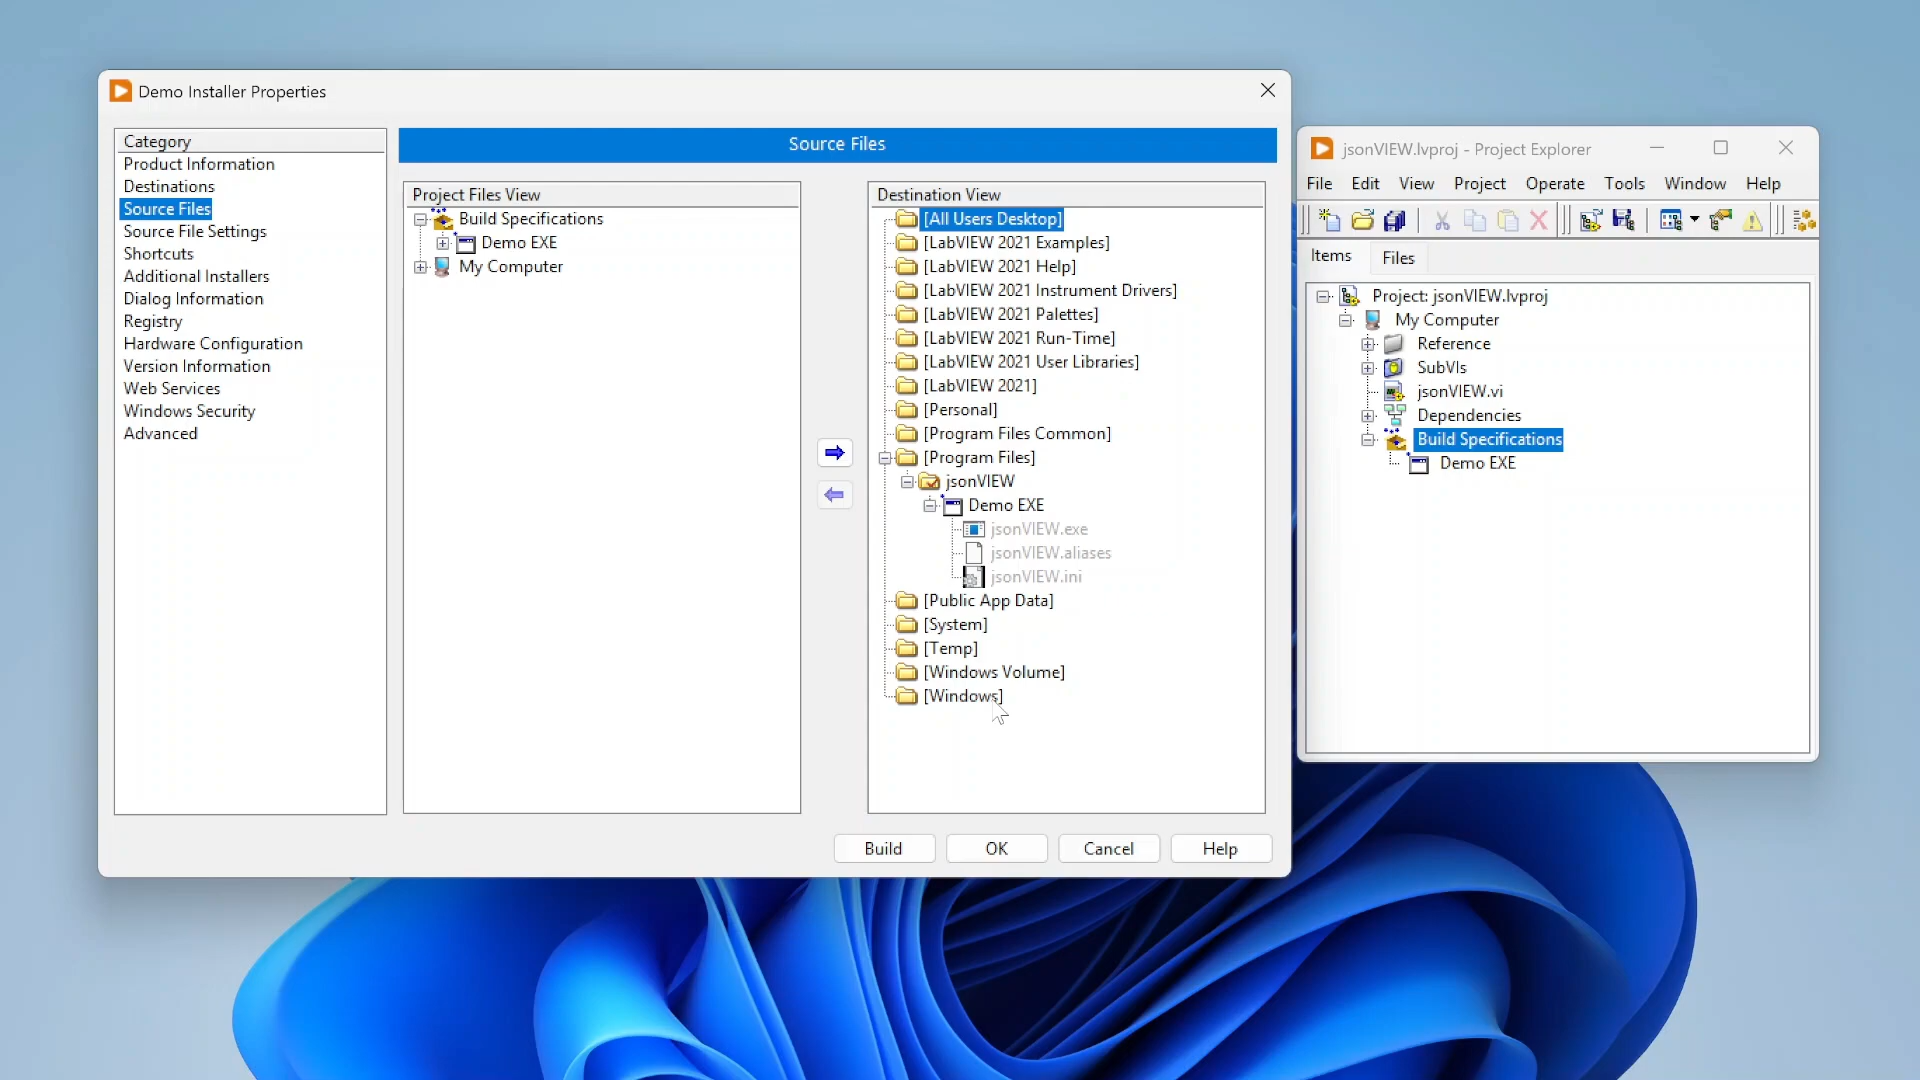 Demo Installer Properties
Category
Product Information
Destinations
Source Files
Source File Settings
Shortcuts
Additional Installers
Dialog Information
Registry
Hardware Configuration
Version Information
Web Services
Windows Security
Advanced
Source Files
Project Files View
Build Specifications
Demo EXE
My Computer
Destination View
[All Users Desktop]
[LabVIEW 2021 Examples]
[LabVIEW 2021 Help]
[LabVIEW 2021 Instrument Drivers]
[LabVIEW 2021 Palettes]
[LabVIEW 2021 Run-Time]
[LabVIEW 2021 User Libraries]
[LabVIEW 2021]
[Personal]
[Program Files Common]
[Program Files]
jsonVIEW
Demo EXE
jsonVIEW.exe
jsonVIEW.aliases
jsonVIEW.ini
[Public App Data]
[System]
[Temp]
[Windows Volume]
[Windows]
Build OK Cancel Help
jsonVIEW.lvproj - Project Explorer
File Edit View Project Operate Tools Window Help
Items Files
Project: jsonVIEW.lvproj
My Computer
Reference
SubVIs
jsonVIEW.vi
Dependencies
Build Specifications
Demo EXE